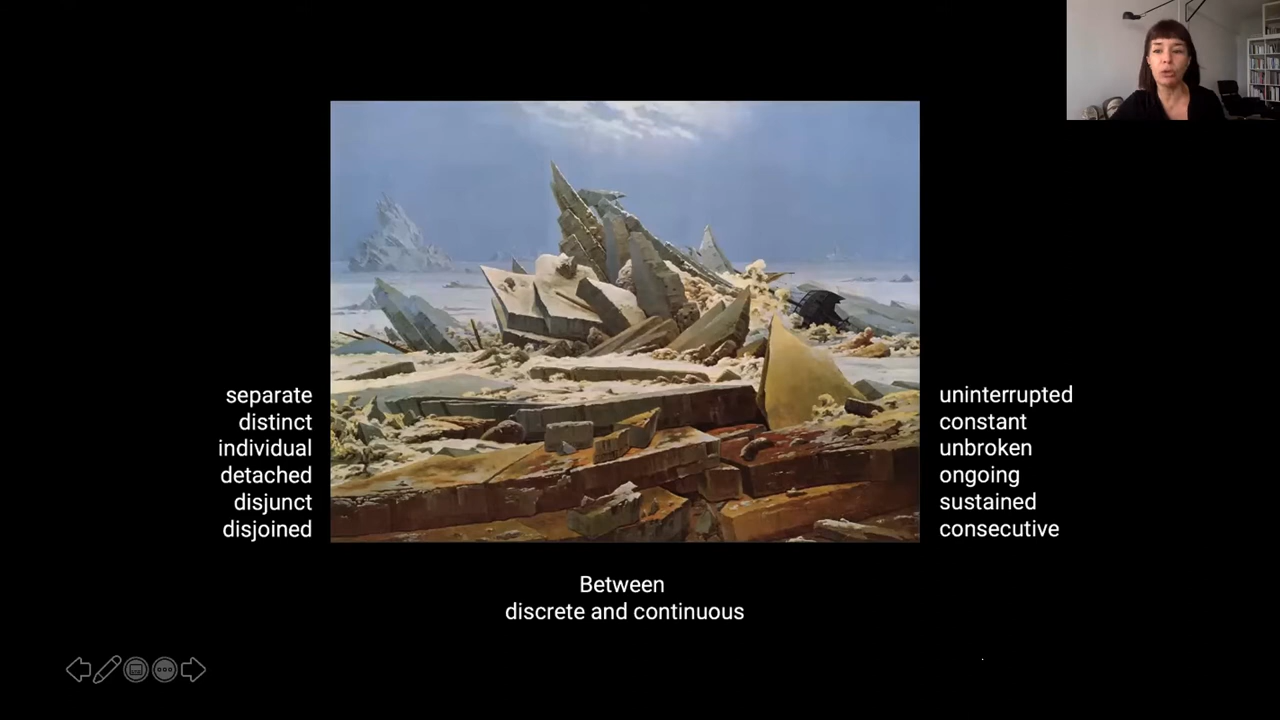 separate
distinct
individual
detached
disjunct
disjoined
uninterrupted
constant
unbroken
ongoing
sustained
consecutive
Between
discrete and continuous